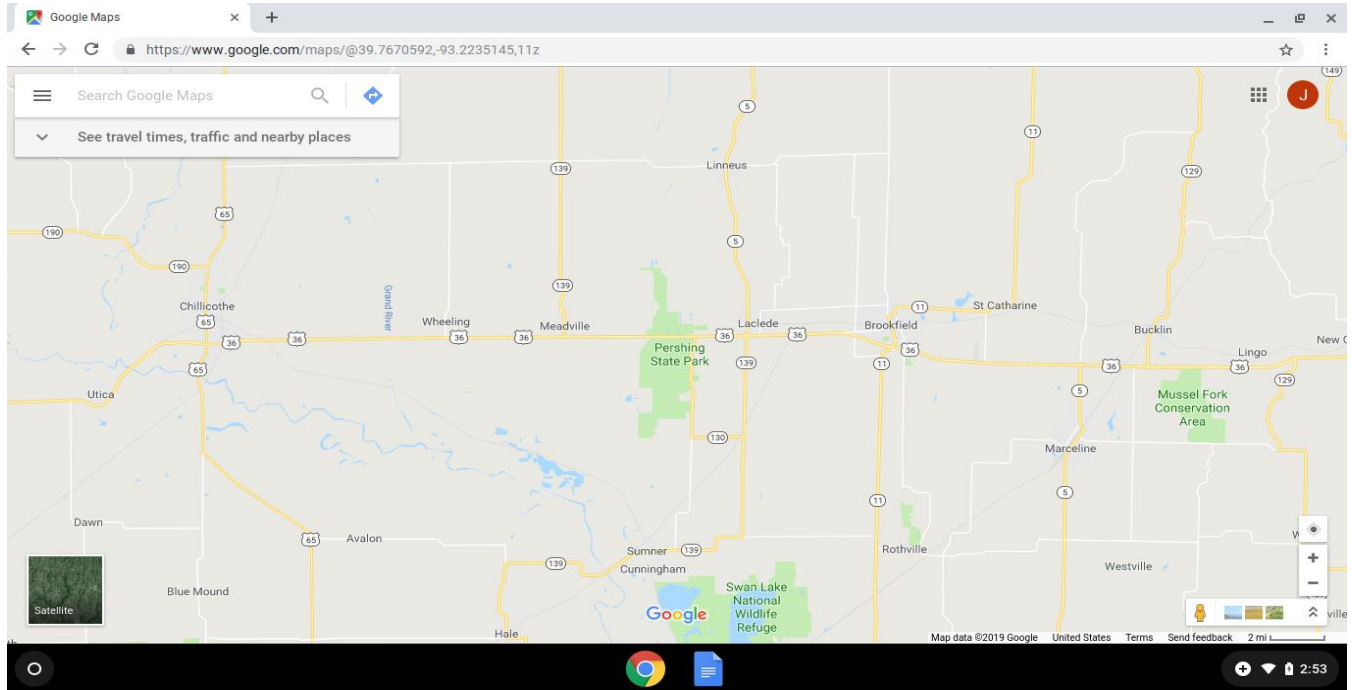 Google Maps
https://www.google.com/maps/@39.7670592,-93.2235145,11z
Search Google Maps
J
See travel times, traffic and nearby places
149
5
11
139
Linneus
129
65
190
5
190
139
Grand River
Chillicothe
65
Wheeling
36
Meadville
36
36
36
Laclede
36
36
Brookfield
11
St Catharine
36
Bucklin
Lingo
New C
Pershing
State Park
139
11
65
36
36
129
Utica
5
Mussel Fork
Conservation
Area
130
Marceline
11
5
Dawn
65
Avalon
Sumner
139
Rothville
139
Cunningham
Westville
Blue Mound
Swan Lake
National
Wildlife
Refuge
Satellite
Google
Hale
ville
Map data ©2019 Google United States Terms Send feedback 2 mi
2:53